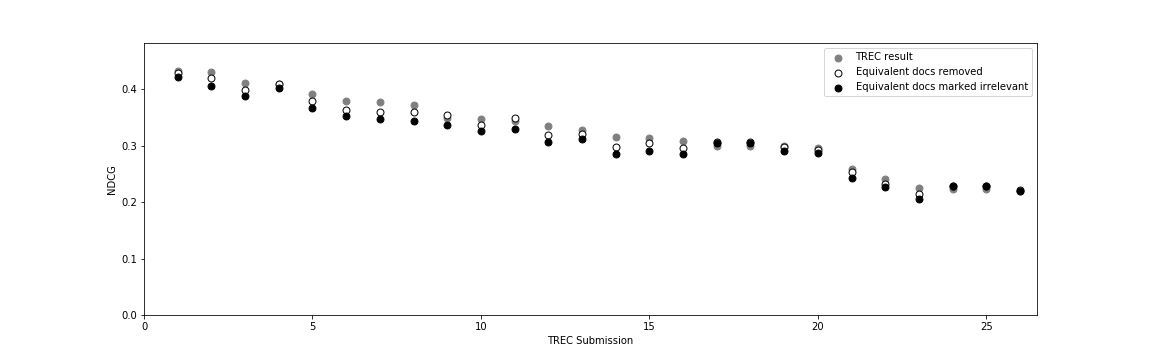 TREC result
Equivalent docs removed
Equivalent docs marked irrelevant
0.4
0.3
NDCG
0.2
0.1
0.0
0 5 10 15 20 25
TREC Submission